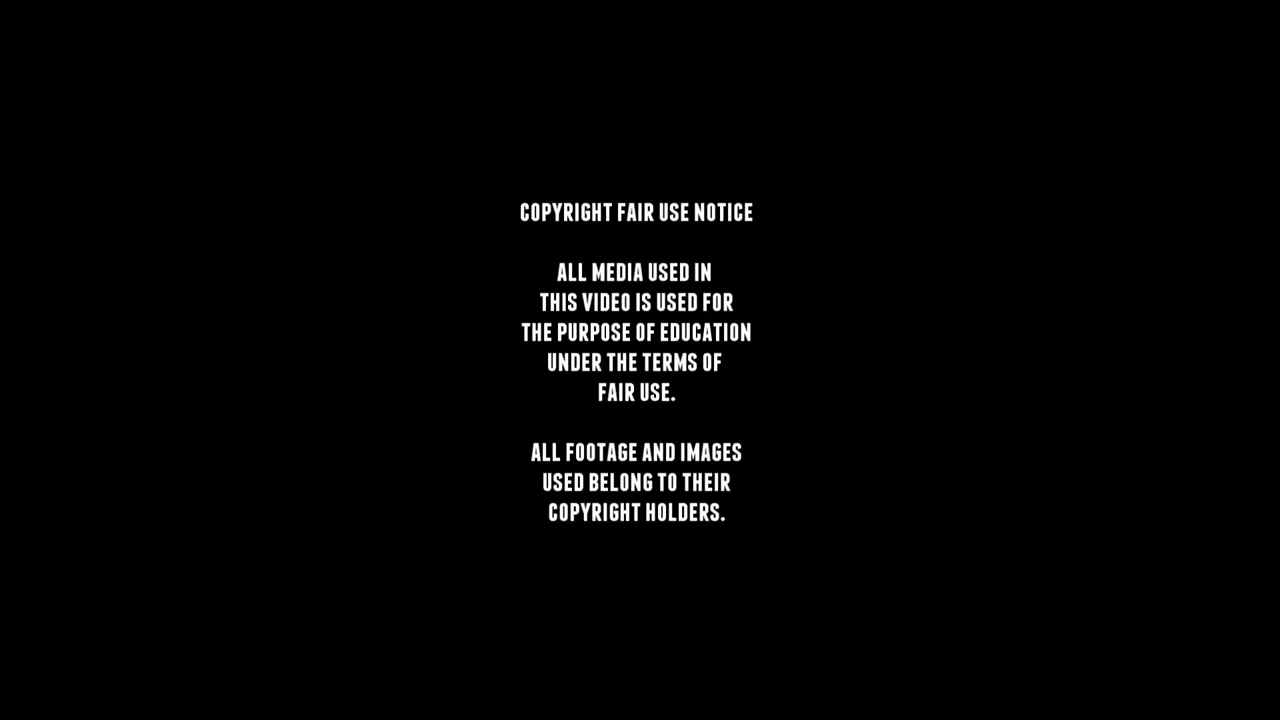 COPYRIGHT FAIR USE NOTICE
ALL MEDIA USED IN
THIS VIDEO IS USED FOR
THE PURPOSE OF EDUCATION
UNDER THE TERMS OF
FAIR USE.
ALL FOOTAGE AND IMAGES
USED BELONG TO THEIR
COPYRIGHT HOLDERS.